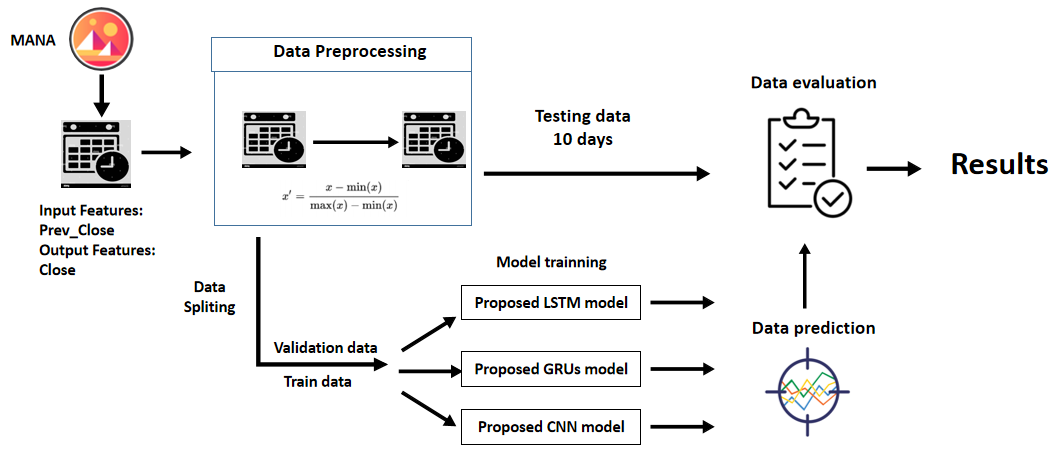 MANA
Data Preprocessing
x′ = x − min(x) / max(x) − min(x)
Input Features:
Prev_Close
Output Features:
Close
Testing data
10 days
Data evaluation
Results
Data
Spliting
Validation data
Train data
Model trainning
Proposed LSTM model
Proposed GRUs model
Proposed CNN model
Data prediction